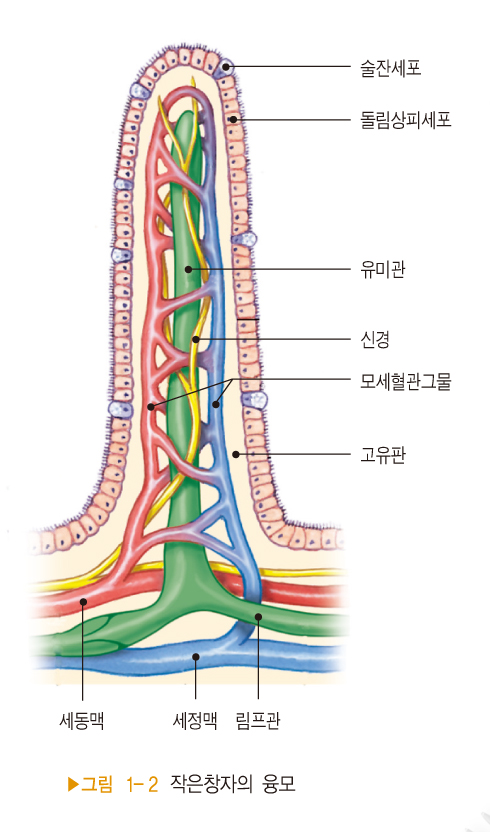 술잔세포
돌림상피세포
유미관
신경
모세혈관그물
고유판
세동맥 세정맥 림프관
▶그림 1-2 작은창자의 융모